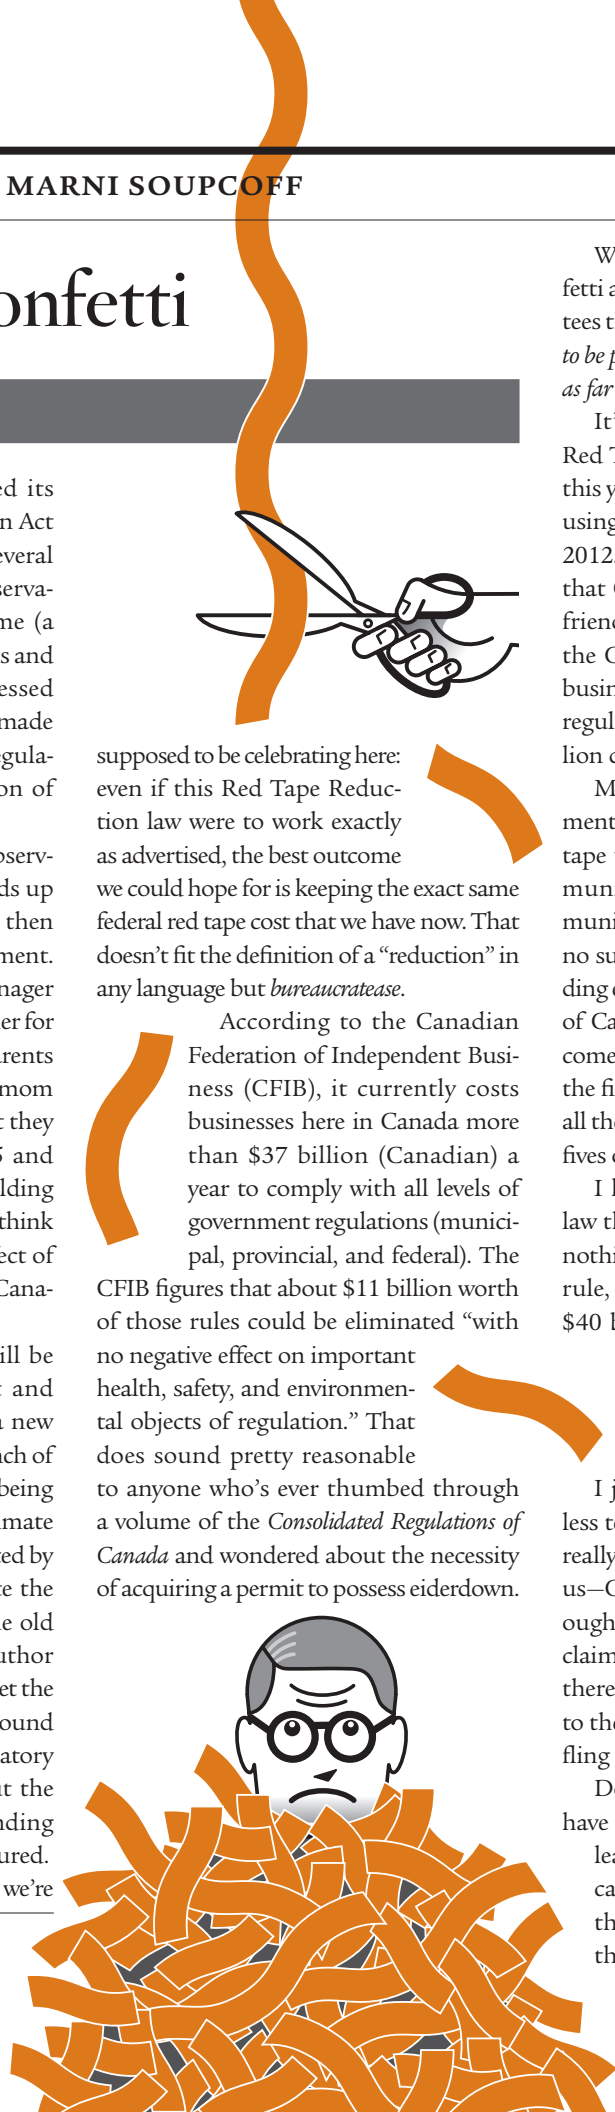 MARNI SOUPCOFF
onfetti
ed its
n Act
everal
serva-
me (a
s and
essed
made
egula-
on of
bserv-
ds up
then
ment.
nager
er for
arents
mom
t they
5 and
lding
think
ect of
Cana-
ill be
t and
a new
nch of
being
imate
ted by
te the
e old
uthor
et the
ound
atory
ut the
nding
ured.
we're
supposed to be celebrating here:
even if this Red Tape Reduc-
tion law were to work exactly
as advertised, the best outcome
we could hope for is keeping the exact same
federal red tape cost that we have now. That
doesn't fit the definition of a “reduction” in
any language but bureaucratease.
According to the Canadian
Federation of Independent Busi-
ness (CFIB), it currently costs
businesses here in Canada more
than $37 billion (Canadian) a
year to comply with all levels of
government regulations (munici-
pal, provincial, and federal). The
CFIB figures that about $11 billion worth
of those rules could be eliminated “with
no negative effect on important
health, safety, and environmen-
tal objects of regulation.” That
does sound pretty reasonable
to anyone who's ever thumbed through
a volume of the Consolidated Regulations of
Canada and wondered about the necessity
of acquiring a permit to possess eiderdown.
W
fetti a
tees t
to be p
as far
It'
Red T
this y
using
2012.
that C
friend
the C
busin
regul
lion c
M
ment
tape
muni
muni
no su
ding
of Ca
come
the fi
all the
fives
I l
law th
nothi
rule,
$40 b
I j
less to
really
us—C
ough
claim
there
to the
fling
De
have
lea
ca
th
th